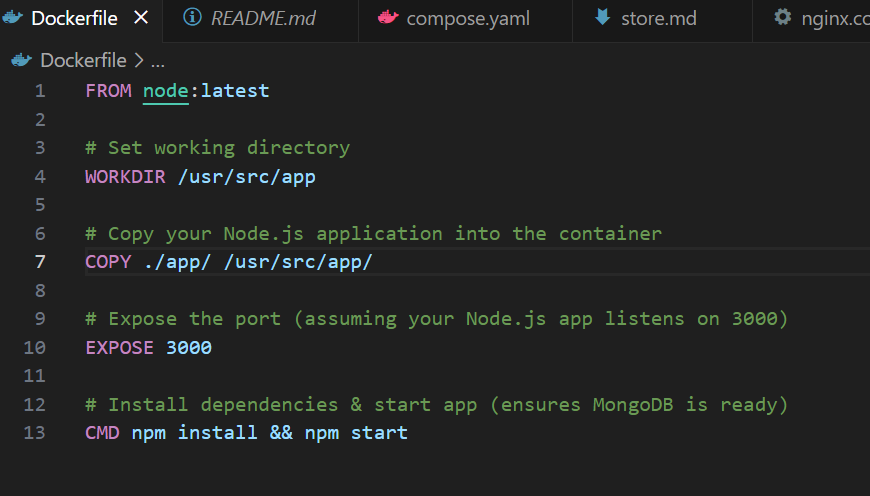 Dockerfile README.md compose.yaml store.md nginx.co
Dockerfile > ...
1 FROM node:latest
2
3 # Set working directory
4 WORKDIR /usr/src/app
5
6 # Copy your Node.js application into the container
7 COPY ./app/ /usr/src/app/
8
9 # Expose the port (assuming your Node.js app listens on 3000)
10 EXPOSE 3000
11
12 # Install dependencies & start app (ensures MongoDB is ready)
13 CMD npm install && npm start